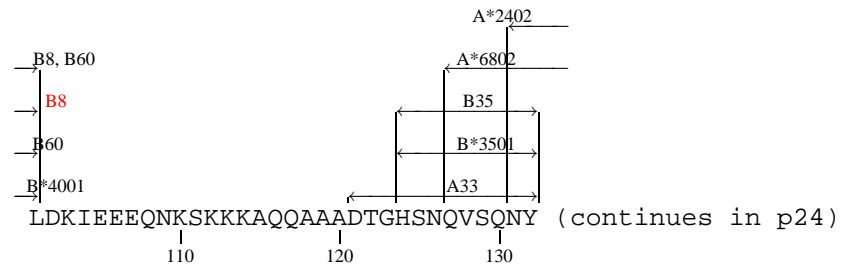 A*2402
B8, B60 A*6802
B8 B35
B60 B*3501
B*4001 A33
LDKIEEEQNKSKKKAQQAAADTGHSNQVSQNY (continues in p24)
110 120 130